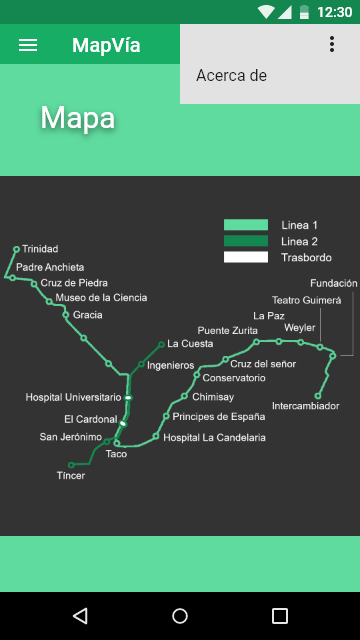 12:30
MapVía
Acerca de
Mapa
Linea 1
Linea 2
Trasbordo
Trinidad
Padre Anchieta
Cruz de Piedra
Museo de la Ciencia
Gracia
Fundación
Teatro Guimerá
La Paz
Weyler
Puente Zurita
La Cuesta
Ingenieros
Cruz del señor
Conservatorio
Hospital Universitario
Chimisay
Intercambiador
El Cardonal
Principes de España
San Jerónimo
Hospital La Candelaria
Taco
Tíncer